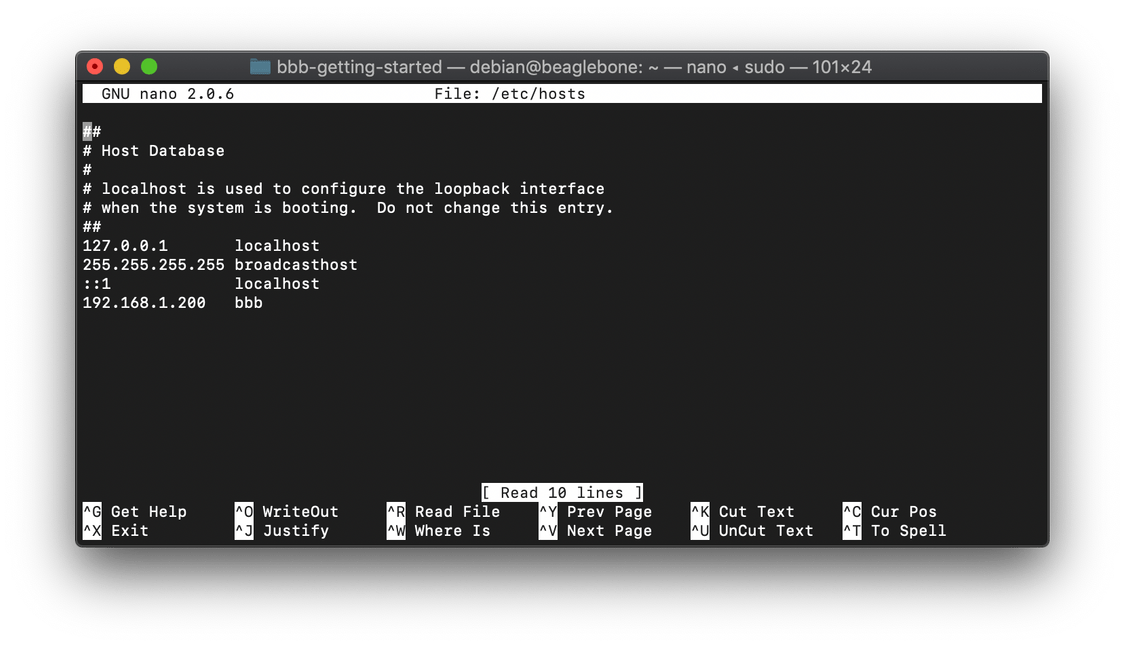 bbb-getting-started — debian@beaglebone: ~ — nano ◂ sudo — 101×24
GNU nano 2.0.6 File: /etc/hosts
##
# Host Database
#
# localhost is used to configure the loopback interface
# when the system is booting.  Do not change this entry.
##
127.0.0.1       localhost
255.255.255.255 broadcasthost
::1             localhost
192.168.1.200   bbb
[ Read 10 lines ]
^G Get Help ^O WriteOut ^R Read File ^Y Prev Page ^K Cut Text ^C Cur Pos
^X Exit ^J Justify ^W Where Is ^V Next Page ^U UnCut Text ^T To Spell